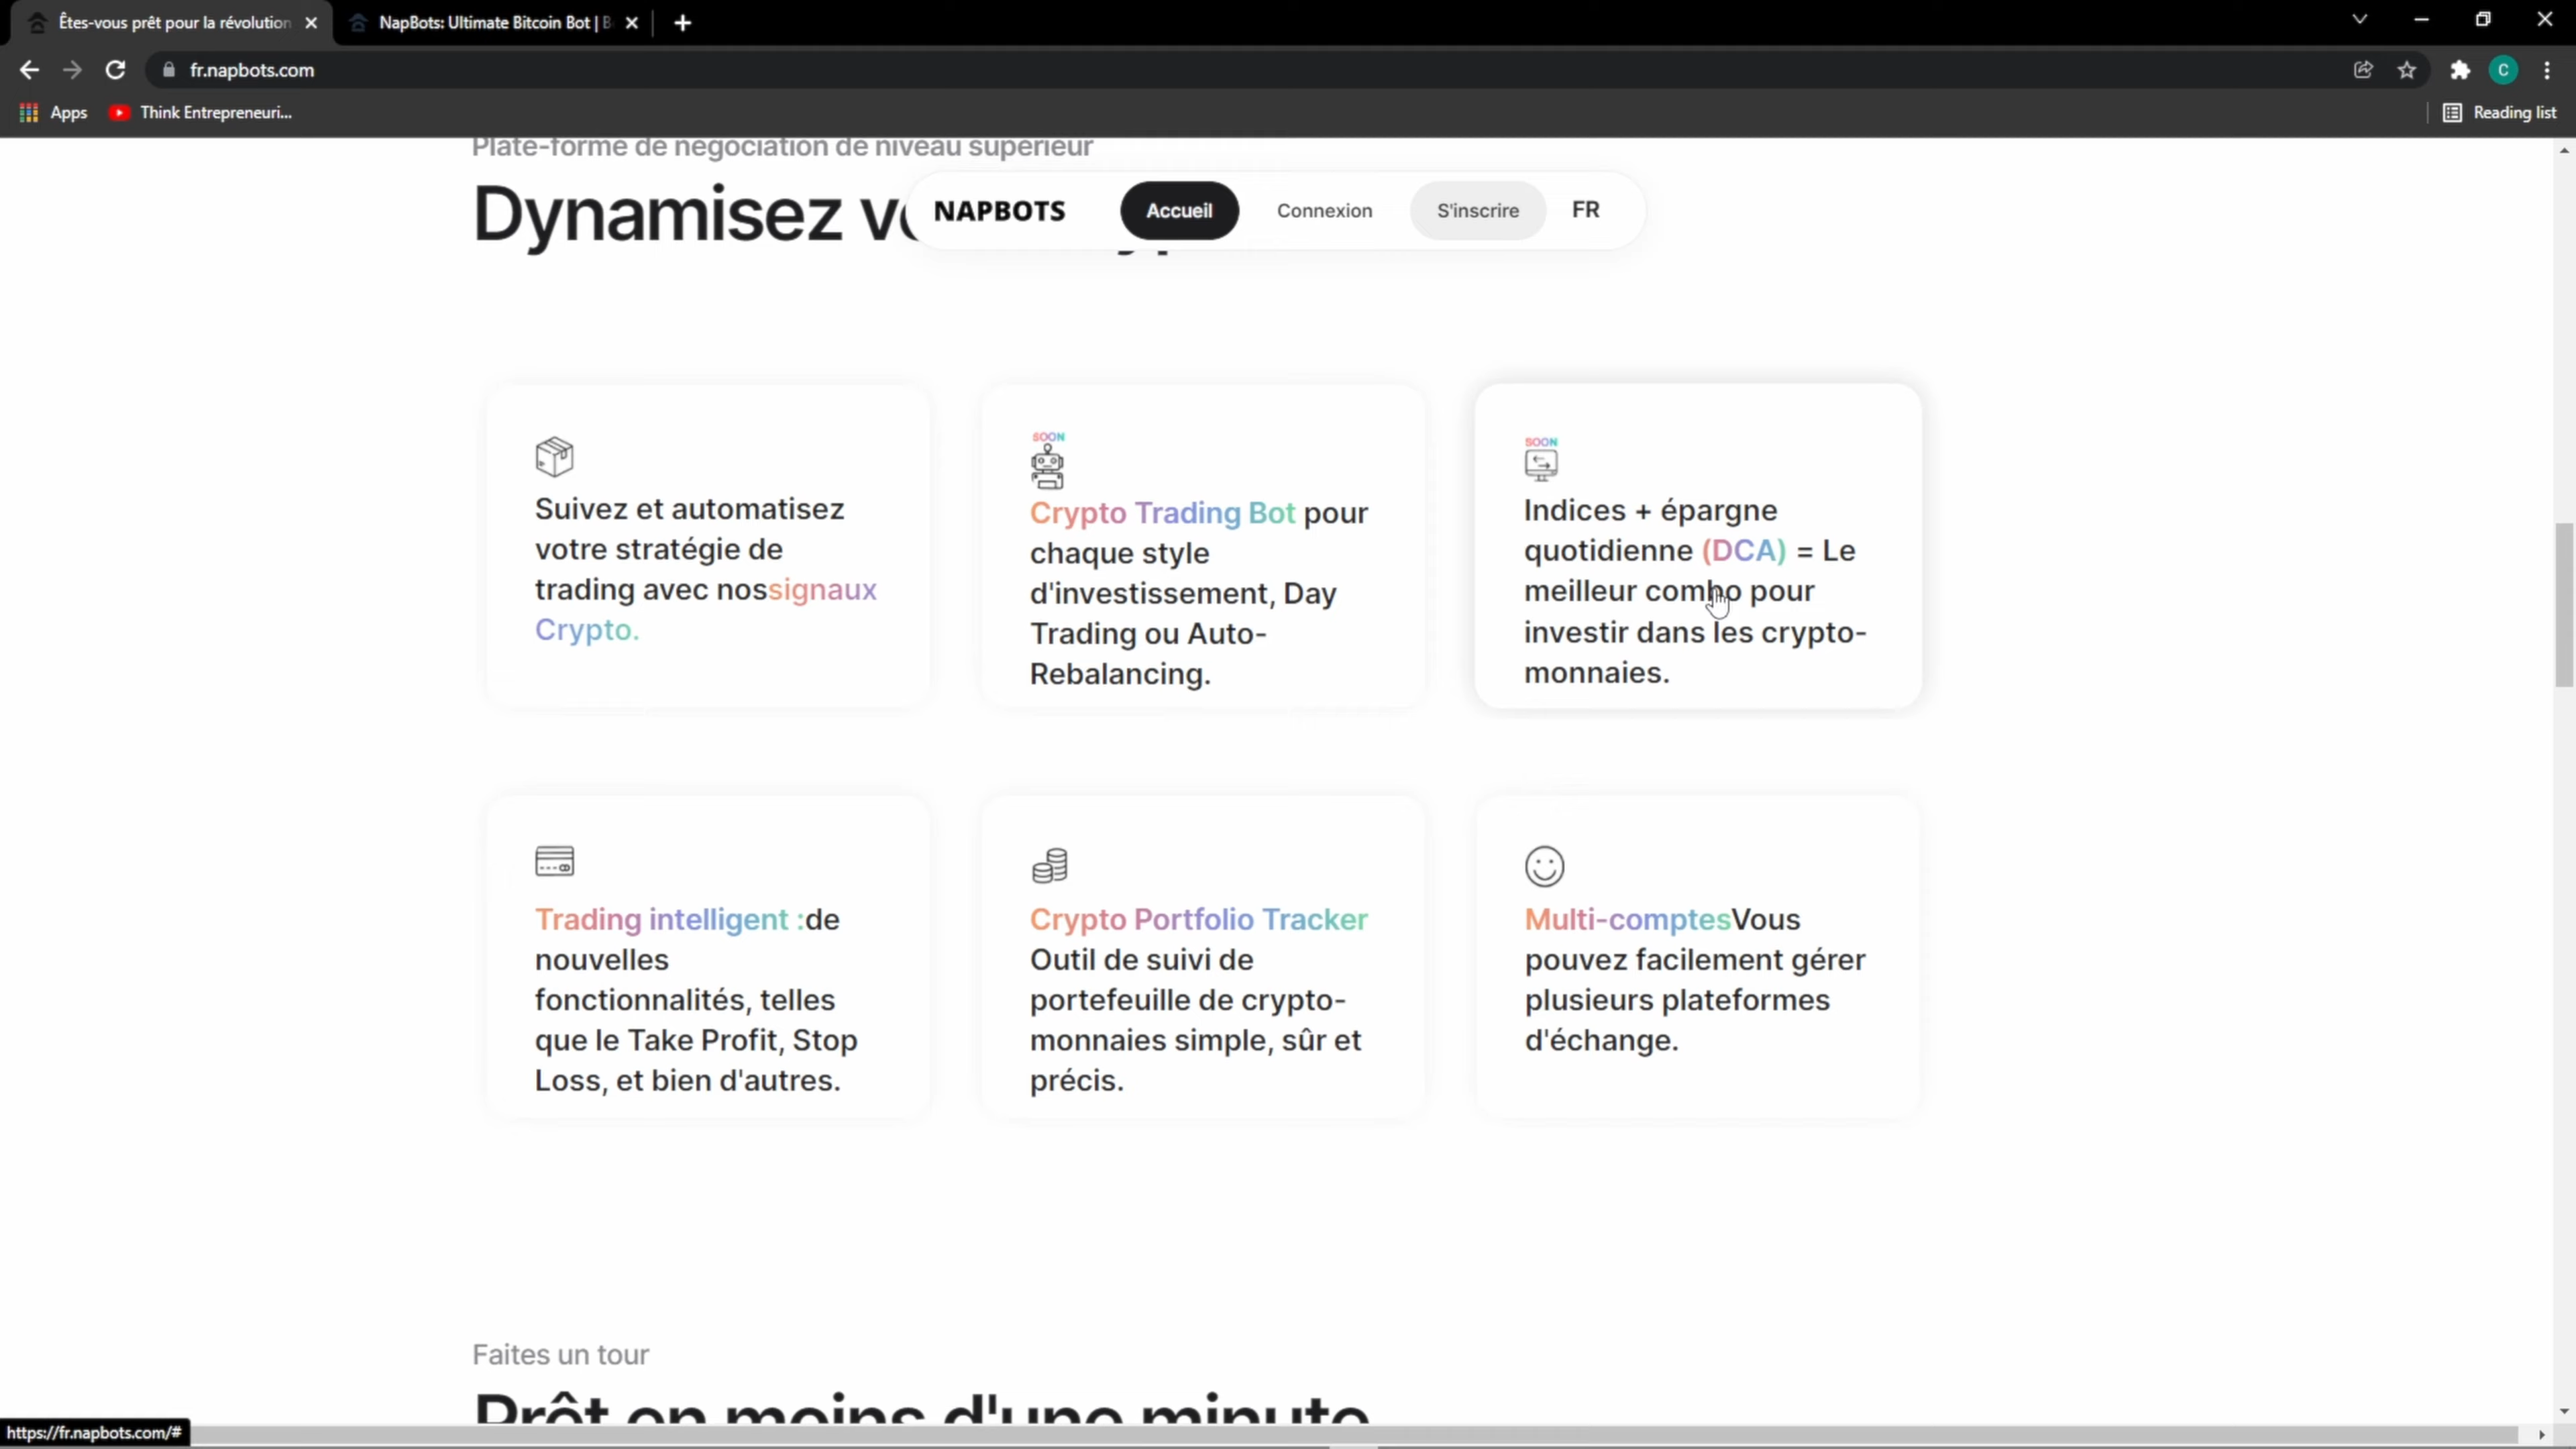 Êtes-vous prêt pour la révolution
NapBots: Ultimate Bitcoin Bot | B
fr.napbots.com
C
Apps
Think Entrepreneuri...
Reading list
Plate-forme de négociation de niveau supérieur
Dynamisez
NAPBOTS
Accueil
Connexion
S'inscrire
FR
Suivez et automatisez
votre stratégie de
trading avec nossignaux
Crypto.
SOON
Crypto Trading Bot pour
chaque style
d'investissement, Day
Trading ou Auto-
Rebalancing.
SOON
Indices + épargne
quotidienne (DCA) = Le
meilleur combo pour
investir dans les crypto-
monnaies.
Trading intelligent :de
nouvelles
fonctionnalités, telles
que le Take Profit, Stop
Loss, et bien d'autres.
Crypto Portfolio Tracker
Outil de suivi de
portefeuille de crypto-
monnaies simple, sûr et
précis.
Multi-comptesVous
pouvez facilement gérer
plusieurs plateformes
d'échange.
Faites un tour
Prêt en moins d'une minute
https://fr.napbots.com/#